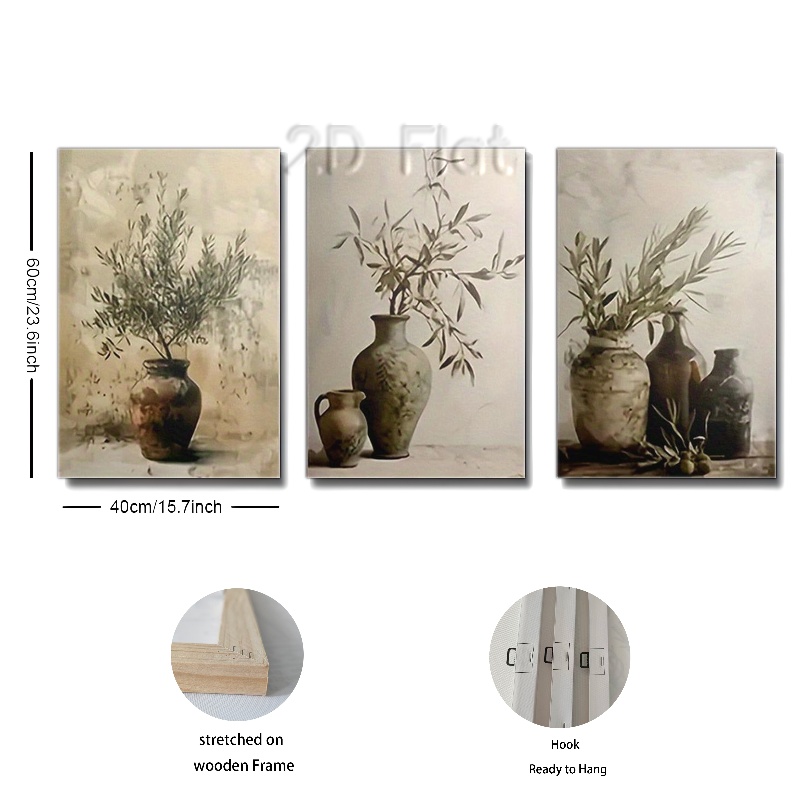 2D Flat
60cm/23.6inch
40cm/15.7inch
stretched on
wooden Frame
Hook
Ready to Hang